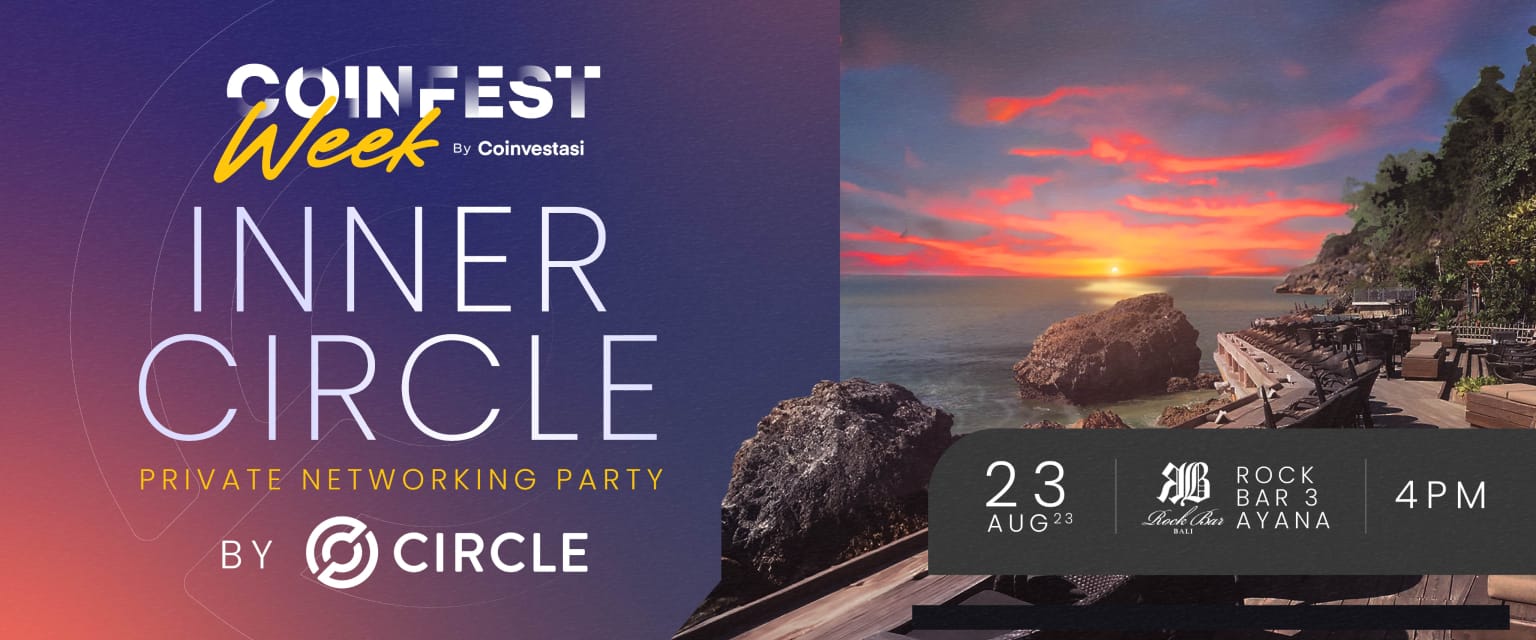 COINFEST
Week By Coinvestasi
INNER
CIRCLE
PRIVATE NETWORKING PARTY
BY CIRCLE
23
AUG23
RB
Rock Bar
BALI
ROCK
BAR 3
AYANA
4PM